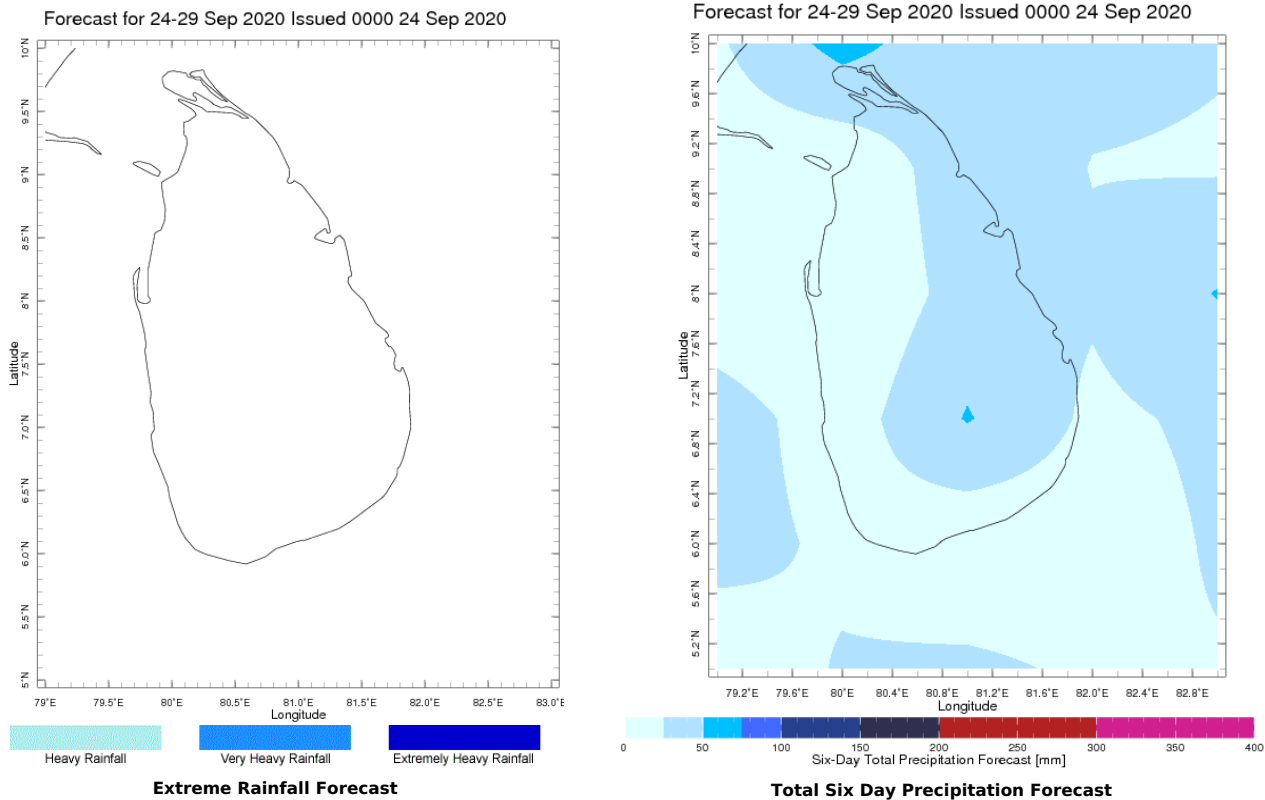 Forecast for 24-29 Sep 2020 Issued 0000 24 Sep 2020
10°N
9.5°N
9°N
8.5°N
8°N
7.5°N
7.0°N
6.5°N
6.0°N
5.5°N
5°N
Latitude
79°E 80°E 80.5°E 81.0°E 81.5°E 82.0°E 83.0°E
Longitude
Heavy Rainfall Very Heavy Rainfall Extremely Heavy Rainfall
Extreme Rainfall Forecast
Forecast for 24-29 Sep 2020 Issued 0000 24 Sep 2020
10°N
9.6°N
9.2°N
8.8°N
8.4°N
8°N
7.6°N
7.2°N
6.8°N
6.4°N
6.0°N
5.6°N
5.2°N
Latitude
79.2°E 79.6°E 80°E 80.4°E 80.8°E 81.2°E 81.6°E 82.0°E 82.4°E 82.8°E
Longitude
0 50 100 150 200 250 300 350 400
Six-Day Total Precipitation Forecast [mm]
Total Six Day Precipitation Forecast